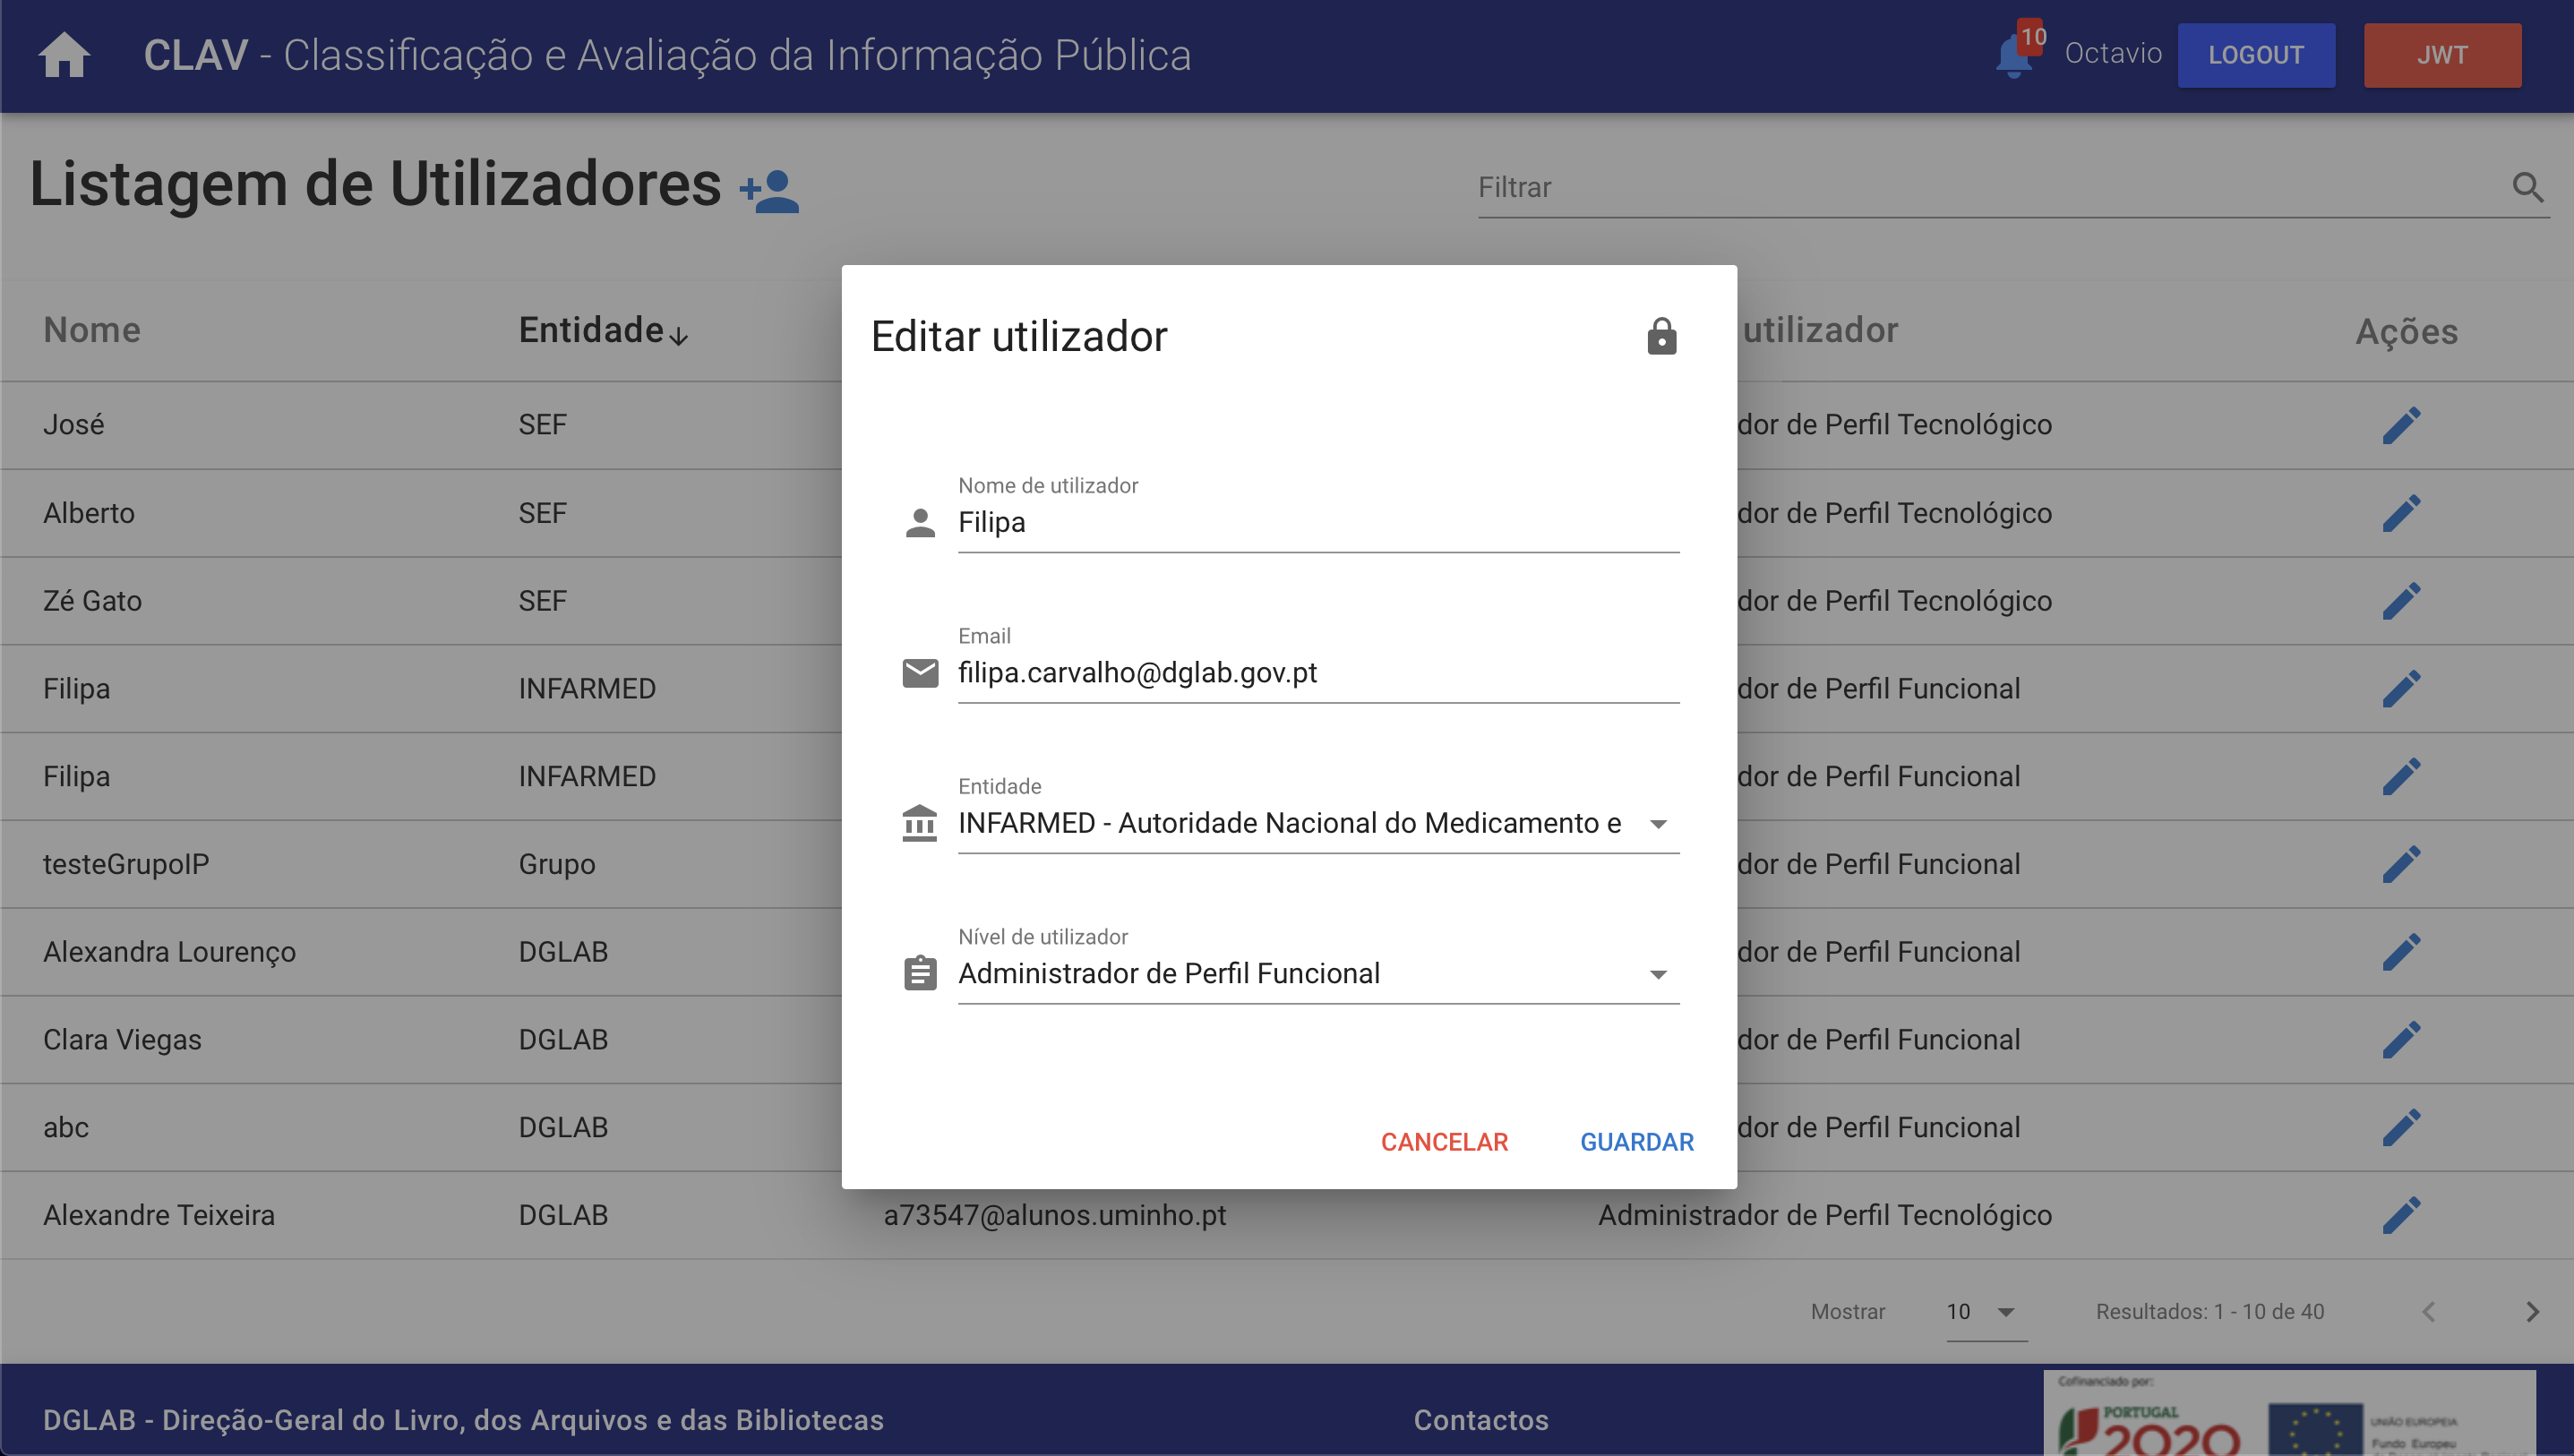 CLAV - Classificação e Avaliação da Informação Pública
10
Octavio
LOGOUT
JWT
Listagem de Utilizadores
Filtrar
Nome Entidade utilizador Ações
José SEF dor de Perfil Tecnológico
Alberto SEF dor de Perfil Tecnológico
Zé Gato SEF dor de Perfil Tecnológico
Filipa INFARMED dor de Perfil Funcional
Filipa INFARMED dor de Perfil Funcional
testeGrupoIP Grupo dor de Perfil Funcional
Alexandra Lourenço DGLAB dor de Perfil Funcional
Clara Viegas DGLAB dor de Perfil Funcional
abc DGLAB dor de Perfil Funcional
Alexandre Teixeira DGLAB a73547@alunos.uminho.pt Administrador de Perfil Tecnológico
Editar utilizador
Nome de utilizador
Filipa
Email
filipa.carvalho@dglab.gov.pt
Entidade
INFARMED - Autoridade Nacional do Medicamento e
Nível de utilizador
Administrador de Perfil Funcional
CANCELAR GUARDAR
Mostrar 10 Resultados: 1 - 10 de 40
DGLAB - Direção-Geral do Livro, dos Arquivos e das Bibliotecas
Contactos
Cofinanciado por:
PORTUGAL
2020
UNIÃO EUROPEIA
Fundo Europeu